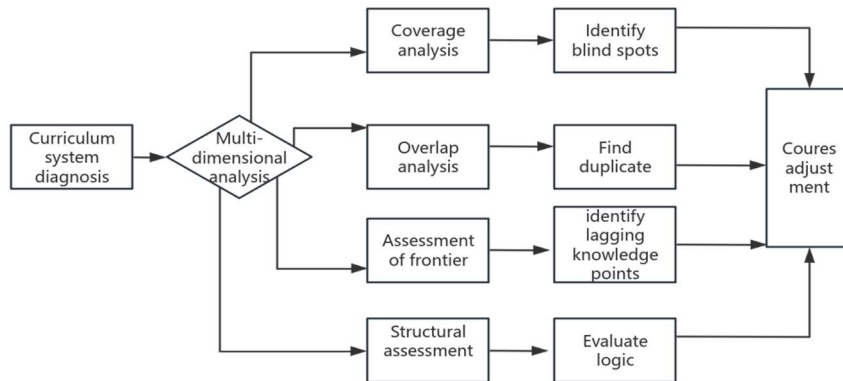 Curriculum
system
diagnosis
Multi-
dimensional
analysis
Coverage
analysis
Identify
blind spots
Overlap
analysis
Find
duplicate
Assessment
of frontier
identify
lagging
knowledge
points
Structural
assessment
Evaluate
logic
Coures
adjust
ment